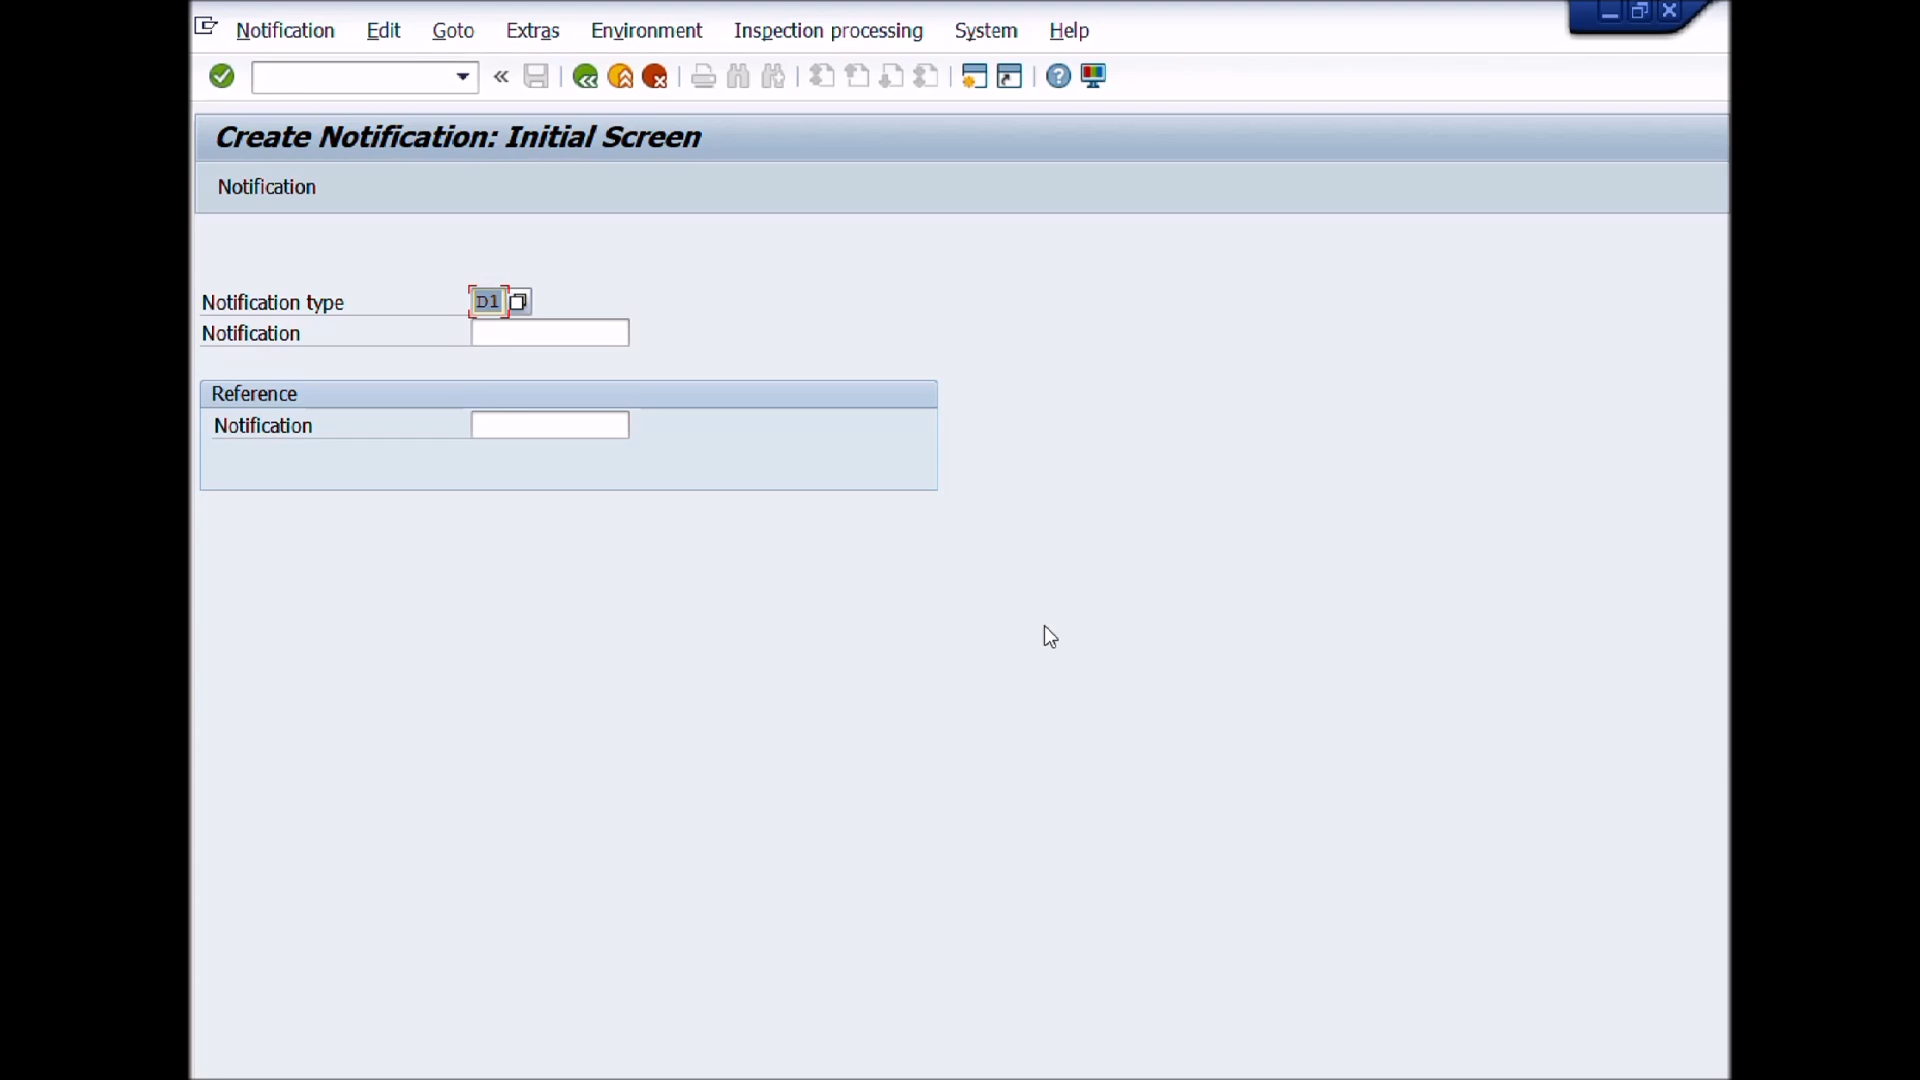 Notification Edit Goto Extras Environment Inspection processing System Help
Create Notification: Initial Screen
Notification
Notification type D1
Notification
Reference
Notification